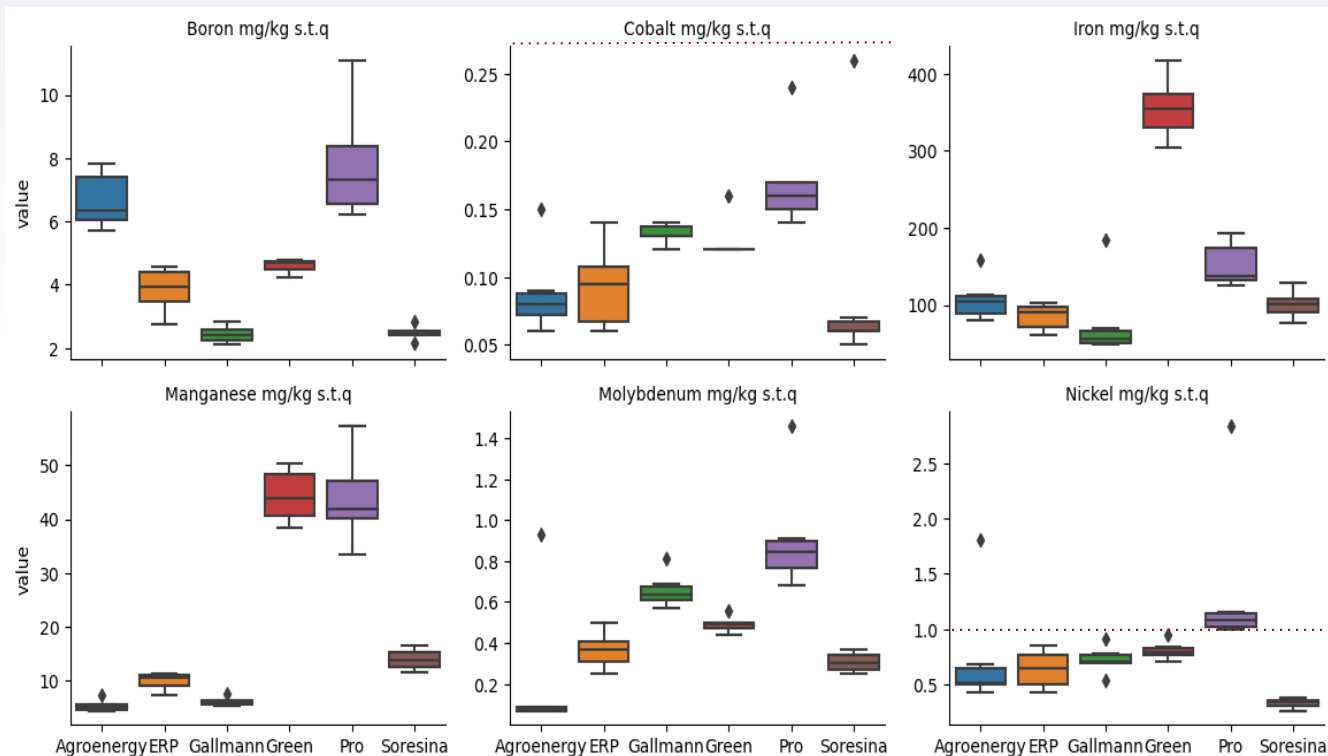 Boron mg/kg s.t.q
Cobalt mg/kg s.t.q
Iron mg/kg s.t.q
value
10
8
6
4
2
0.25
0.20
0.15
0.10
0.05
400
300
200
100
Manganese mg/kg s.t.q
Molybdenum mg/kg s.t.q
Nickel mg/kg s.t.q
value
50
40
30
20
10
1.4
1.2
1.0
0.8
0.6
0.4
0.2
2.5
2.0
1.5
1.0
0.5
Agroenergy ERP Gallmann Green Pro Soresina
Agroenergy ERP Gallmann Green Pro Soresina
Agroenergy ERP Gallmann Green Pro Soresina